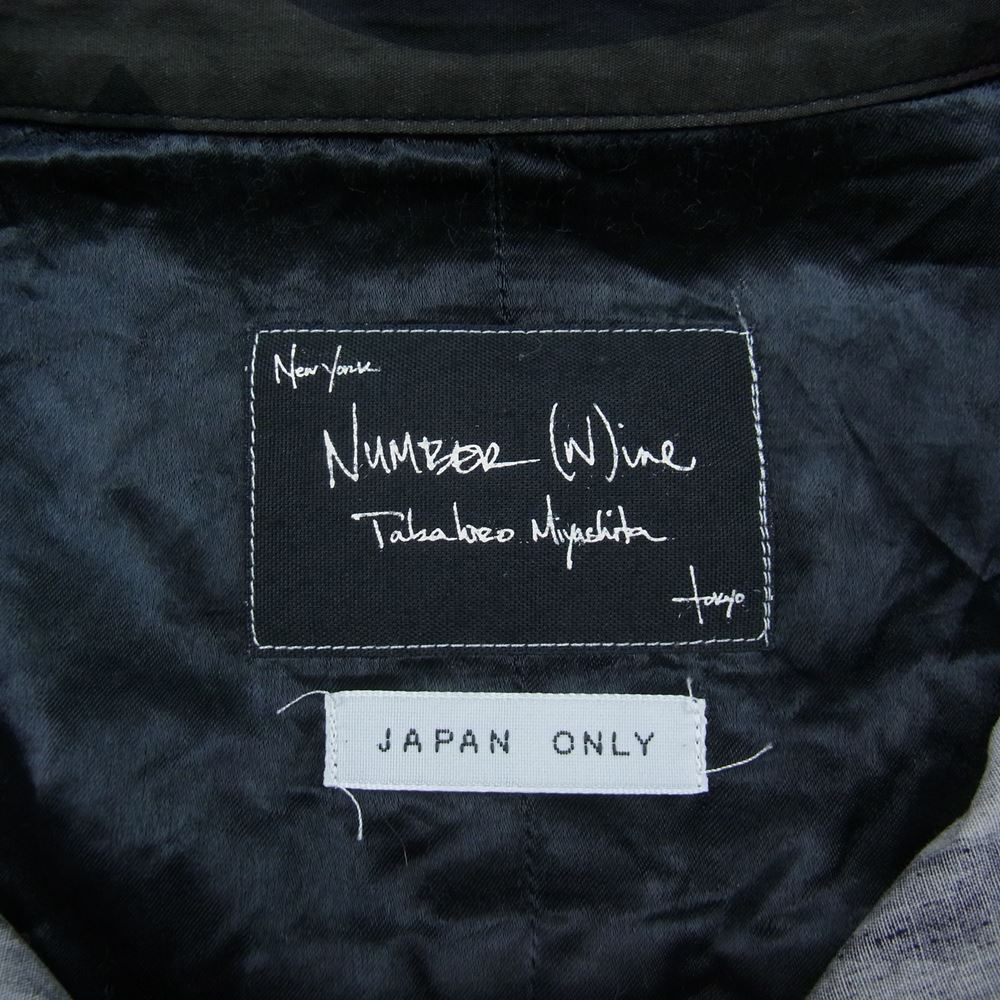 New York
NUMBER (N)ine
Takahiro Miyashita
tokyo
JAPAN ONLY